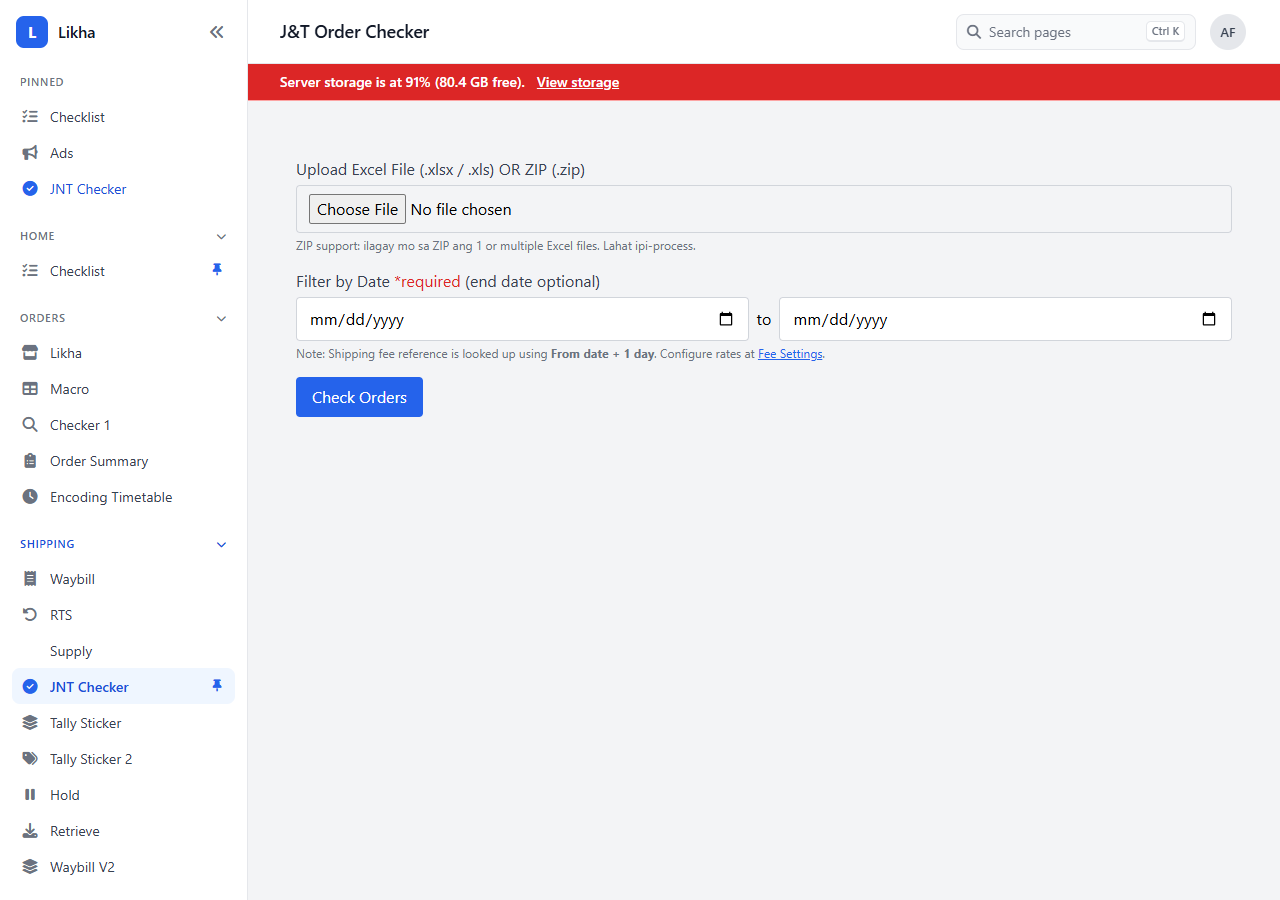 L Likha
J&T Order Checker
Search pages Ctrl K
AF
Server storage is at 91% (80.4 GB free). View storage
PINNED
Checklist
Ads
JNT Checker
HOME
Checklist
ORDERS
Likha
Macro
Checker 1
Order Summary
Encoding Timetable
SHIPPING
Waybill
RTS
Supply
JNT Checker
Tally Sticker
Tally Sticker 2
Hold
Retrieve
Waybill V2
Upload Excel File (.xlsx / .xls) OR ZIP (.zip)
Choose File No file chosen
ZIP support: ilagay mo sa ZIP ang 1 or multiple Excel files. Lahat ipi-process.
Filter by Date *required (end date optional)
mm/dd/yyyy to mm/dd/yyyy
Note: Shipping fee reference is looked up using From date + 1 day. Configure rates at Fee Settings.
Check Orders